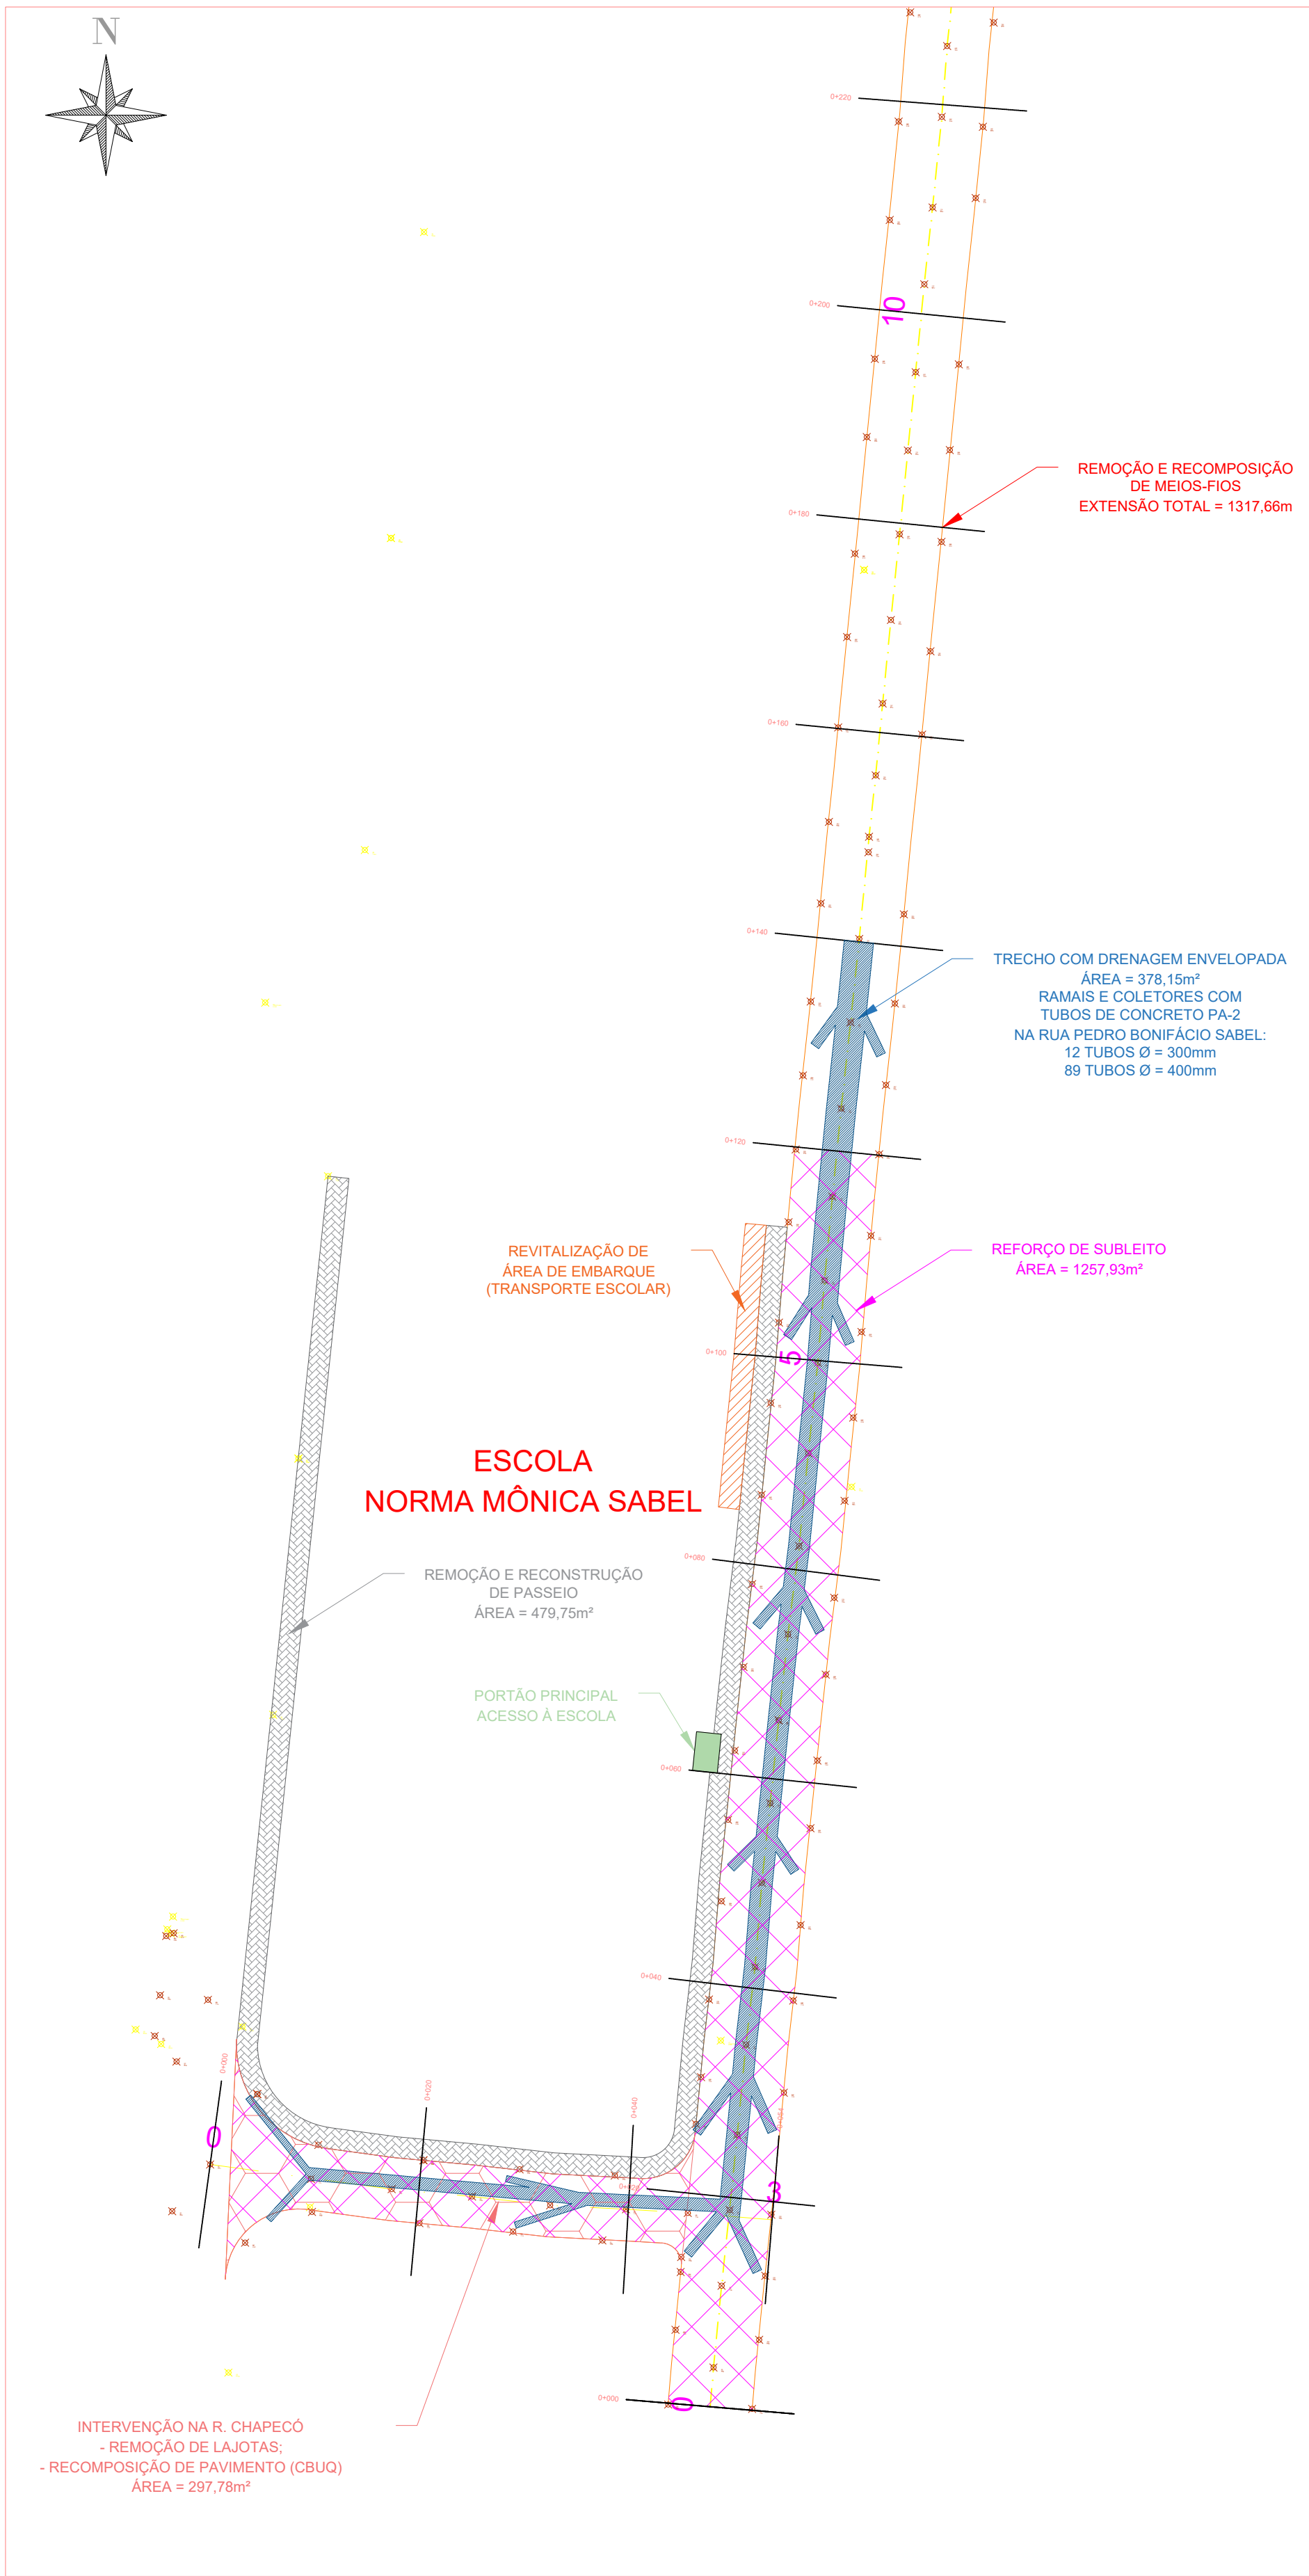 N
0+220
0+200
10
REMOÇÃO E RECOMPOSIÇÃO
DE MEIOS-FIOS
EXTENSÃO TOTAL = 1317,66m
0+180
0+160
0+140
TRECHO COM DRENAGEM ENVELOPADA
ÁREA = 378,15m²
RAMAIS E COLETORES COM
TUBOS DE CONCRETO PA-2
NA RUA PEDRO BONIFÁCIO SABEL:
12 TUBOS Ø = 300mm
89 TUBOS Ø = 400mm
0+120
REVITALIZAÇÃO DE
ÁREA DE EMBARQUE
(TRANSPORTE ESCOLAR)
REFORÇO DE SUBLEITO
ÁREA = 1257,93m²
0+100
5
ESCOLA
NORMA MÔNICA SABEL
0+080
REMOÇÃO E RECONSTRUÇÃO
DE PASSEIO
ÁREA = 479,75m²
PORTÃO PRINCIPAL
ACESSO À ESCOLA
0+060
0+040
0+000
0+020
0+040
0+054
0
0+020
3
0+000
0
INTERVENÇÃO NA R. CHAPECÓ
- REMOÇÃO DE LAJOTAS;
- RECOMPOSIÇÃO DE PAVIMENTO (CBUQ)
ÁREA = 297,78m²